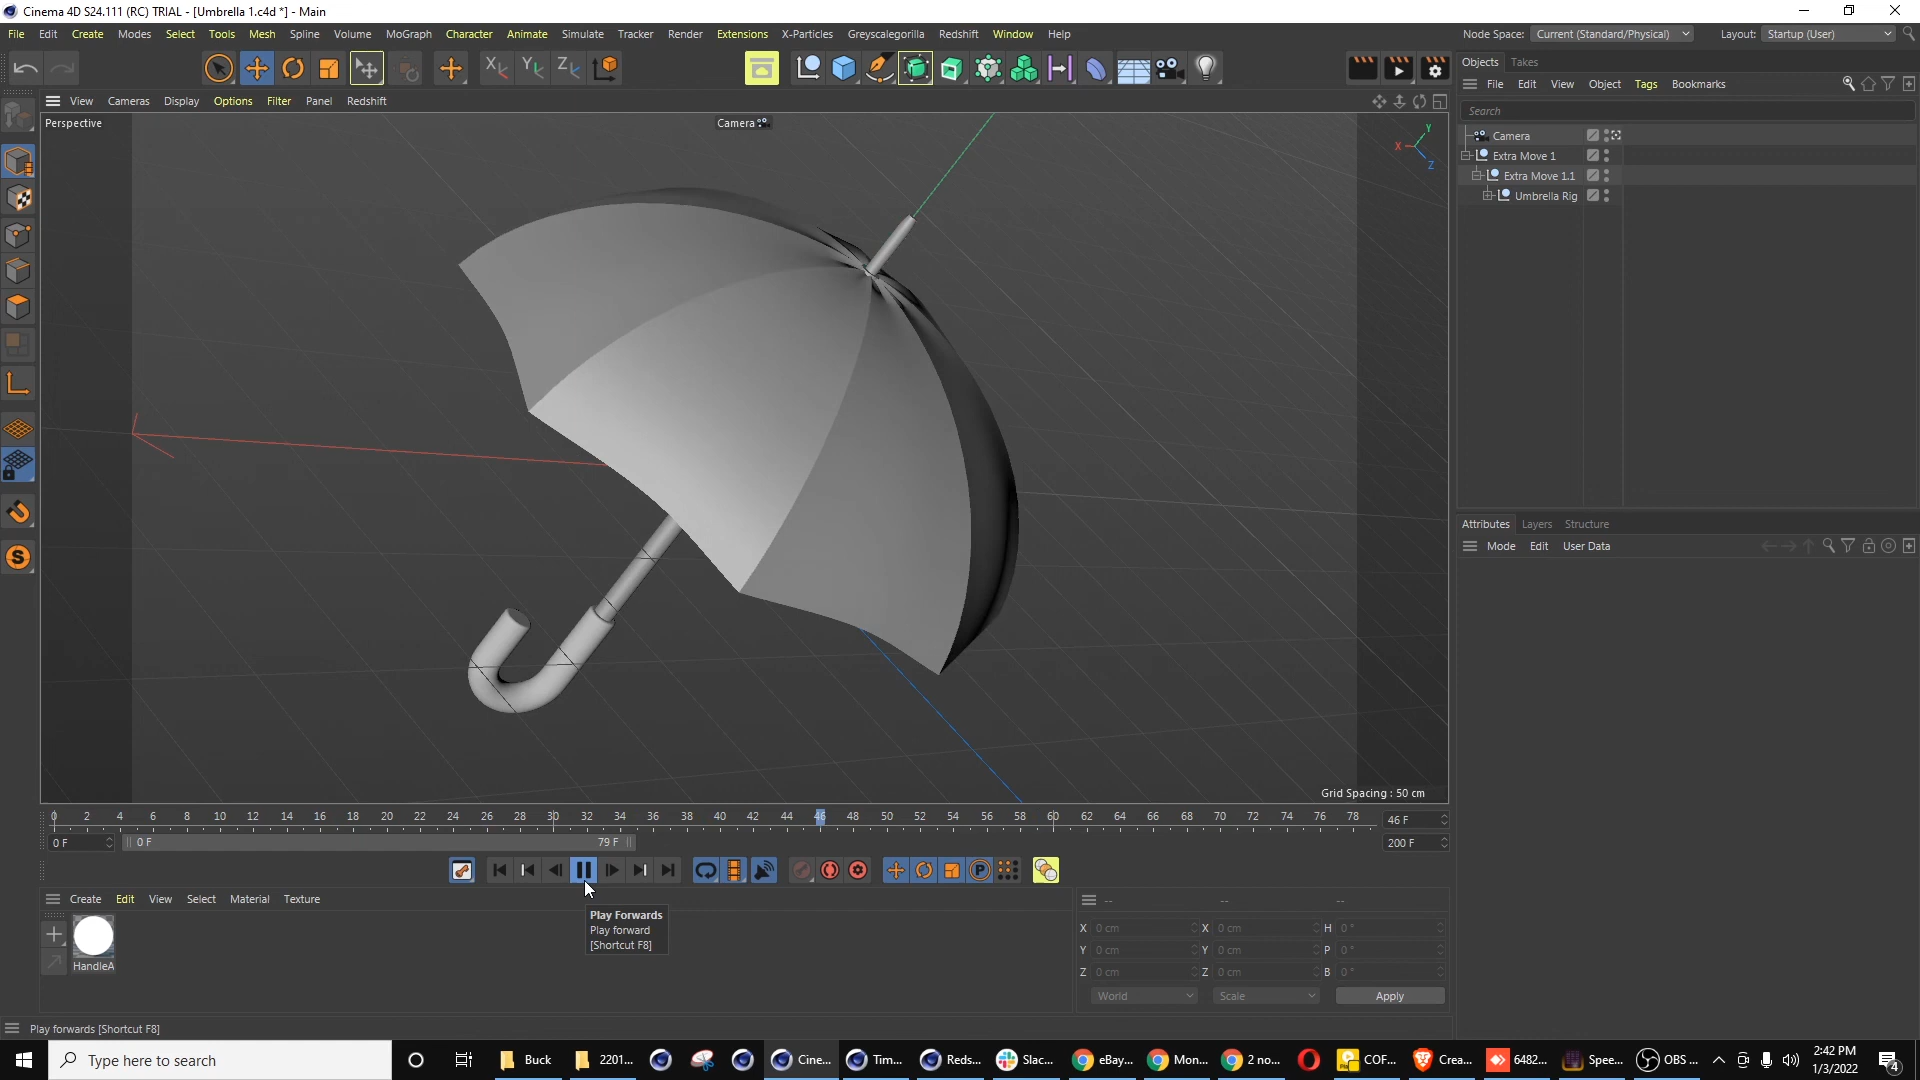 Cinema 4D S24.111 (RC) TRIAL - [Umbrella 1.c4d *] - Main
File Edit Create Modes Select Tools Mesh Spline Volume MoGraph Character Animate Simulate Tracker Render Extensions X-Particles Greyscalegorilla Redshift Window Help Node Space: Current (Standard/Physical) Layout: Startup (User)
X Y Z
Objects Takes
File Edit View Object Tags Bookmarks
View Cameras Display Options Filter Panel Redshift
Search
Perspective
Camera
Y
X
Z
Camera
Extra Move 1
Extra Move 1.1
Umbrella Rig
Attributes Layers Structure
Mode Edit User Data
Grid Spacing : 50 cm
0 2 4 6 8 10 12 14 16 18 20 22 24 26 28 30 32 34 36 38 40 42 44 46 48 50 52 54 56 58 60 62 64 66 68 70 72 74 76 78 46 F
0 F 0 F 79 F 200 F
P
S
Create Edit View Select Material Texture
-- -- --
Play Forwards
Play forward
[Shortcut F8]
HandleA
X 0 cm X 0 cm H 0 °
Y 0 cm Y 0 cm P 0 °
Z 0 cm Z 0 cm B 0 °
World Scale Apply
Play forwards [Shortcut F8]
Type here to search
Buck 2201... Cine... Tim... Reds... Slac... eBay... Mon... 2 no... COF... Crea... 6482... Spee... OBS ...
2:42 PM
1/3/2022
4